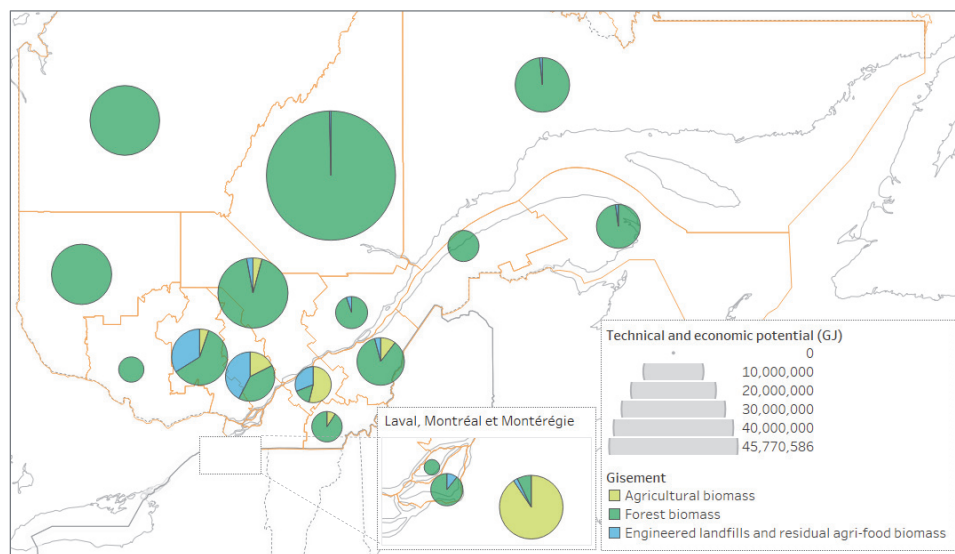 Technical and economic potential (GJ)
0
10,000,000
20,000,000
30,000,000
40,000,000
45,770,586
Laval, Montréal et Montérégie
Gisement
Agricultural biomass
Forest biomass
Engineered landfills and residual agri-food biomass